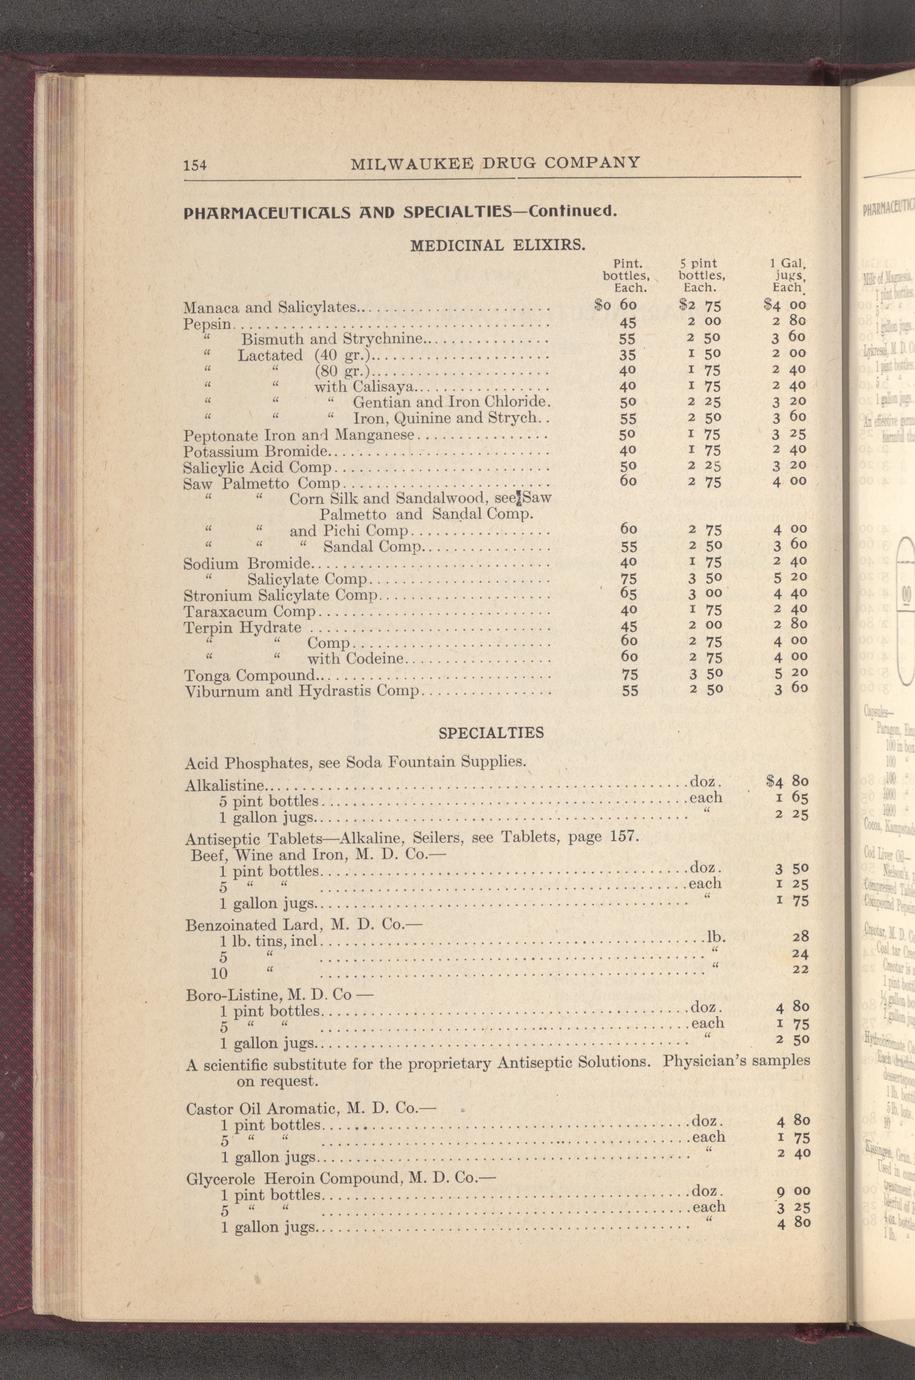 154 MILWAUKEE DRUG COMPANY
PHARMACEUTICALS AND SPECIALTIES—Continued.
MEDICINAL ELIXIRS.
Pint. 5 pint 1 Gal,
bottles, bottles, jugs,
Each. Each. Each.
Manaca and Salicylates.. $0 60 $2 75 $4 00
Pepsin 45 2 00 2 80
“ Bismuth and Strychnine 55 2 50 3 60
“ Lactated (40 gr.) 35 1 50 2 00
“ “ (80 gr.) 40 1 75 2 40
“ “ with Calisaya 40 1 75 2 40
“ “ “ Gentian and Iron Chloride. 50 2 25 3 20
“ “ “ Iron, Quinine and Strych.. 55 2 50 3 60
Peptonate Iron and Manganese 50 1 75 3 25
Potassium Bromide 40 1 75 2 40
Salicylic Acid Comp 50 2 25 3 20
Saw Palmetto Comp 60 2 75 4 00
“ “ Corn Silk and Sandalwood, see Saw
Palmetto and Sandal Comp.
“ “ and Pichi Comp 60 2 75 4 00
“ “ “ Sandal Comp 55 2 50 3 60
Sodium Bromide 40 1 75 2 40
“ Salicylate Comp 75 3 50 5 20
Stronium Salicylate Comp 65 3 00 4 40
Taraxacum Comp 40 1 75 2 40
Terpin Hydrate 45 2 00 2 80
“ “ Comp 60 2 75 4 00
“ “ with Codeine 60 2 75 4 00
Tonga Compound 75 3 50 5 20
Viburnum and Hydrastis Comp 55 2 50 3 60
SPECIALTIES
Acid Phosphates, see Soda Fountain Supplies.
Alkalistine doz. $4 80
5 pint bottles each 1 65
1 gallon jugs “ 2 25
Antiseptic Tablets—Alkaline, Seilers, see Tablets, page 157.
Beef, Wine and Iron, M. D. Co.—
1 pint bottles doz. 3 50
5 “ “ each 1 25
1 gallon jugs “ 1 75
Benzoinated Lard, M. D. Co.—
1 lb. tins, incl lb. 28
5 “ “ 24
10 “ “ 22
Boro-Listine, M. D. Co —
1 pint bottles doz. 4 80
5 “ “ each 1 75
1 gallon jugs “ 2 50
A scientific substitute for the proprietary Antiseptic Solutions. Physician's samples
on request.
Castor Oil Aromatic, M. D. Co.—
1 pint bottles doz. 4 80
5 “ “ each 1 75
1 gallon jugs “ 2 40
Glycerole Heroin Compound, M. D. Co.—
1 pint bottles doz. 9 00
5 “ “ each 3 25
1 gallon jugs “ 4 80